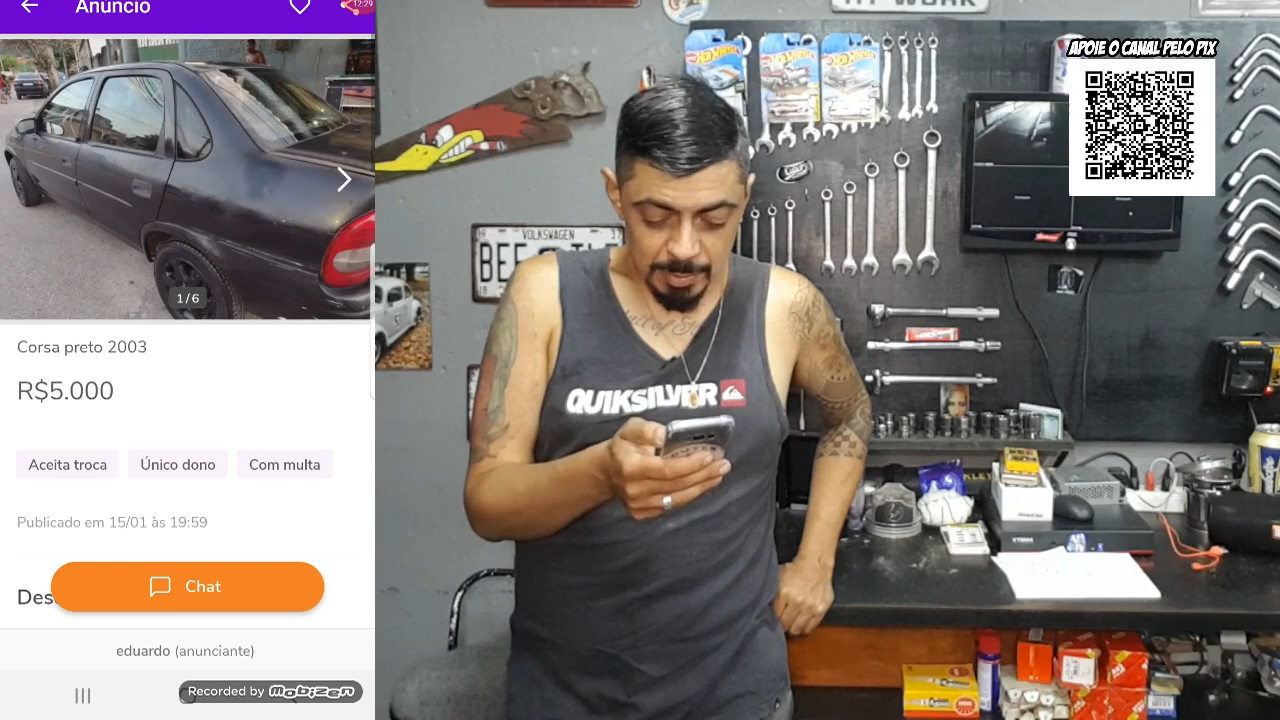 Anúncio
12:29
1/6
Corsa preto 2003
R$5.000
Aceita troca
Único dono
Com multa
Publicado em 15/01 às 19:59
Chat
eduardo (anunciante)
Recorded by mobizen
VOLKSWAGEN
QUIKSILVER
APOIE O CANAL PELO PIX